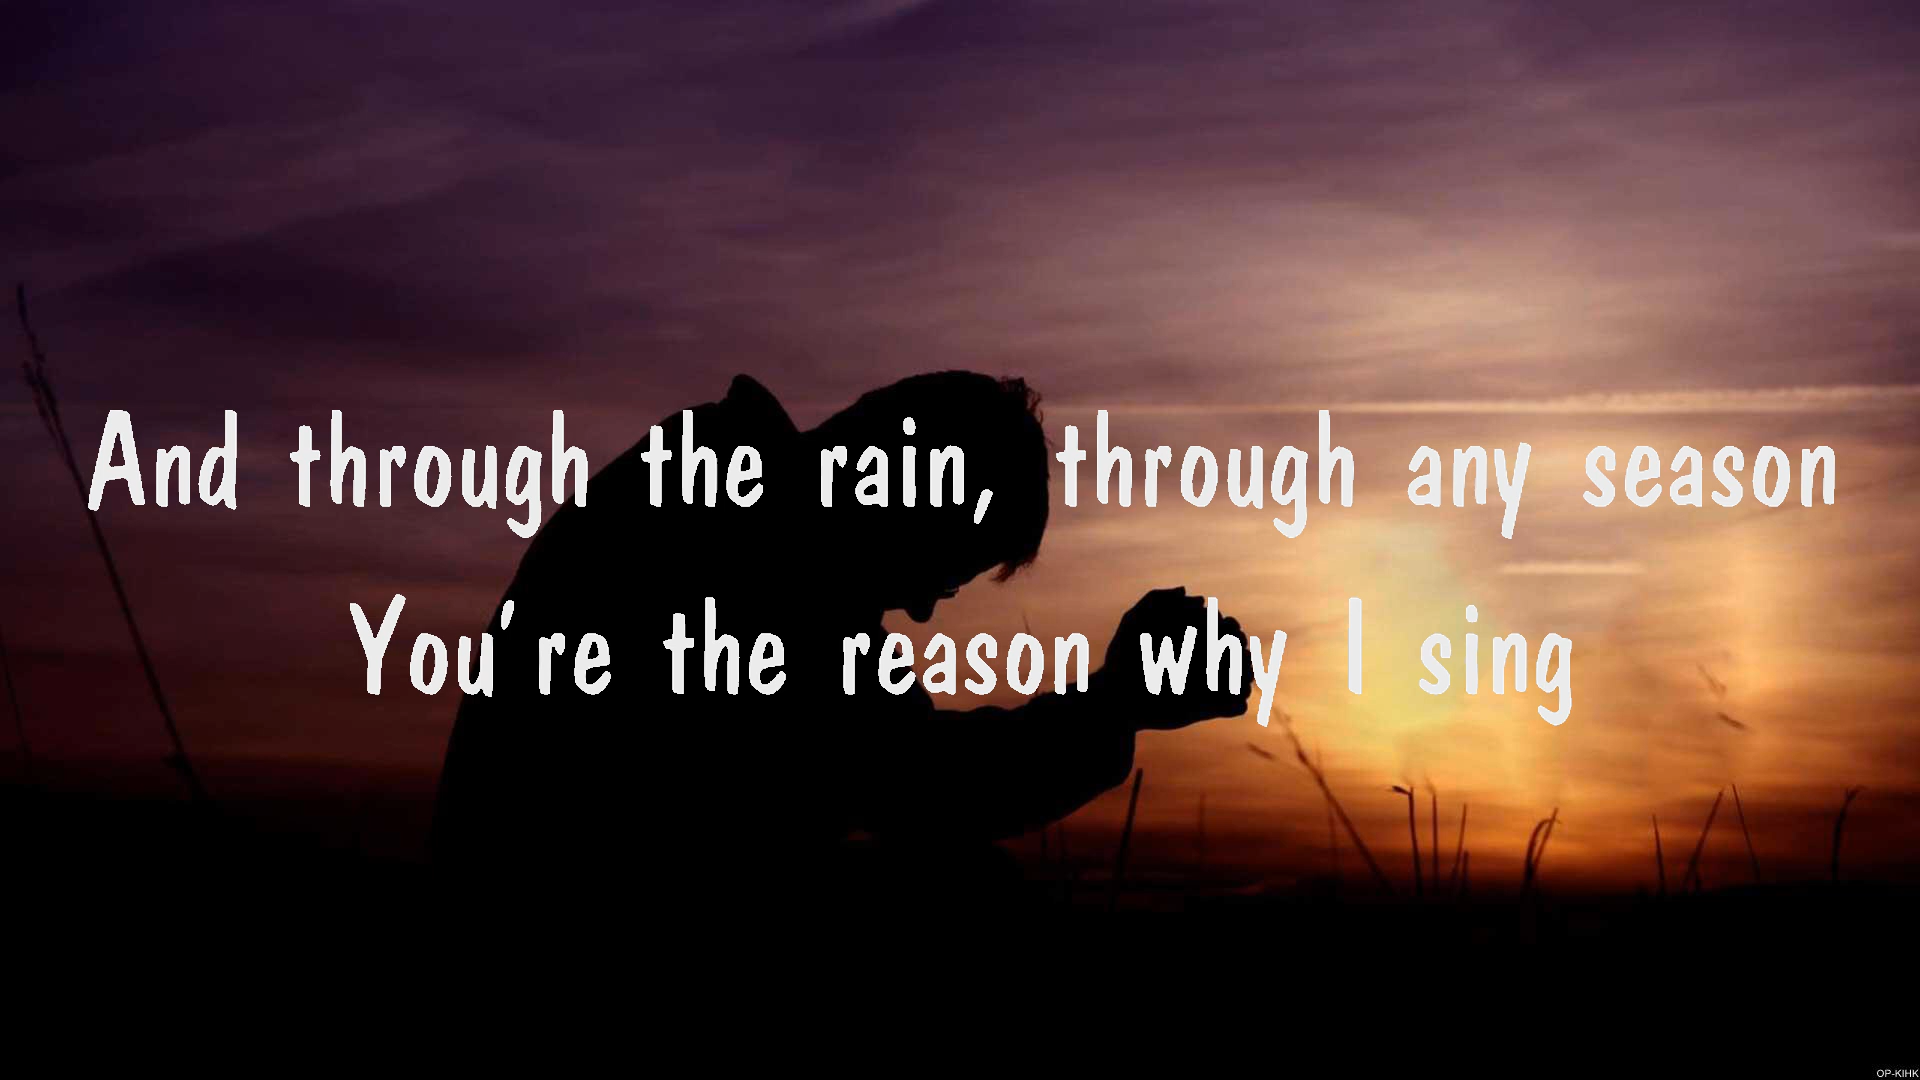 And through the rain, through any season
You're the reason why I sing
OP-KIHK